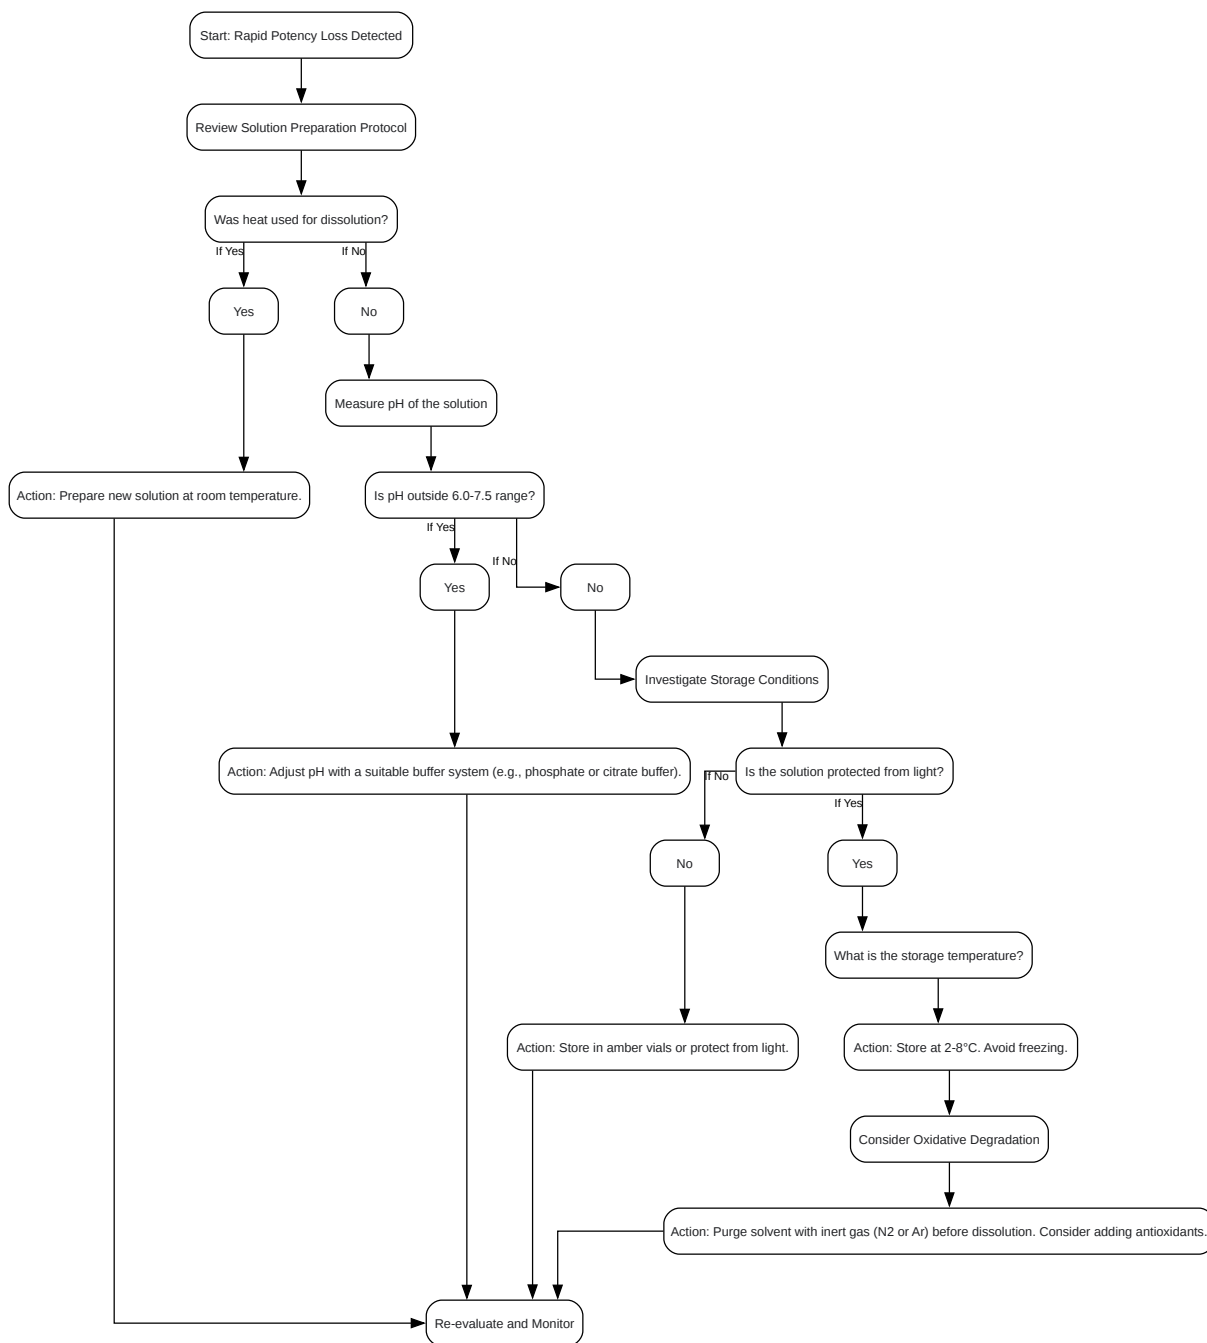 Start: Rapid Potency Loss Detected
Review Solution Preparation Protocol
Was heat used for dissolution?
If Yes
If No
Yes
No
Measure pH of the solution
Action: Prepare new solution at room temperature.
Is pH outside 6.0-7.5 range?
If Yes
If No
Yes
No
Investigate Storage Conditions
Action: Adjust pH with a suitable buffer system (e.g., phosphate or citrate buffer).
Is the solution protected from light?
If No
If Yes
No
Yes
What is the storage temperature?
Action: Store in amber vials or protect from light.
Action: Store at 2-8°C. Avoid freezing.
Consider Oxidative Degradation
Action: Purge solvent with inert gas (N2 or Ar) before dissolution. Consider adding antioxidants.
Re-evaluate and Monitor